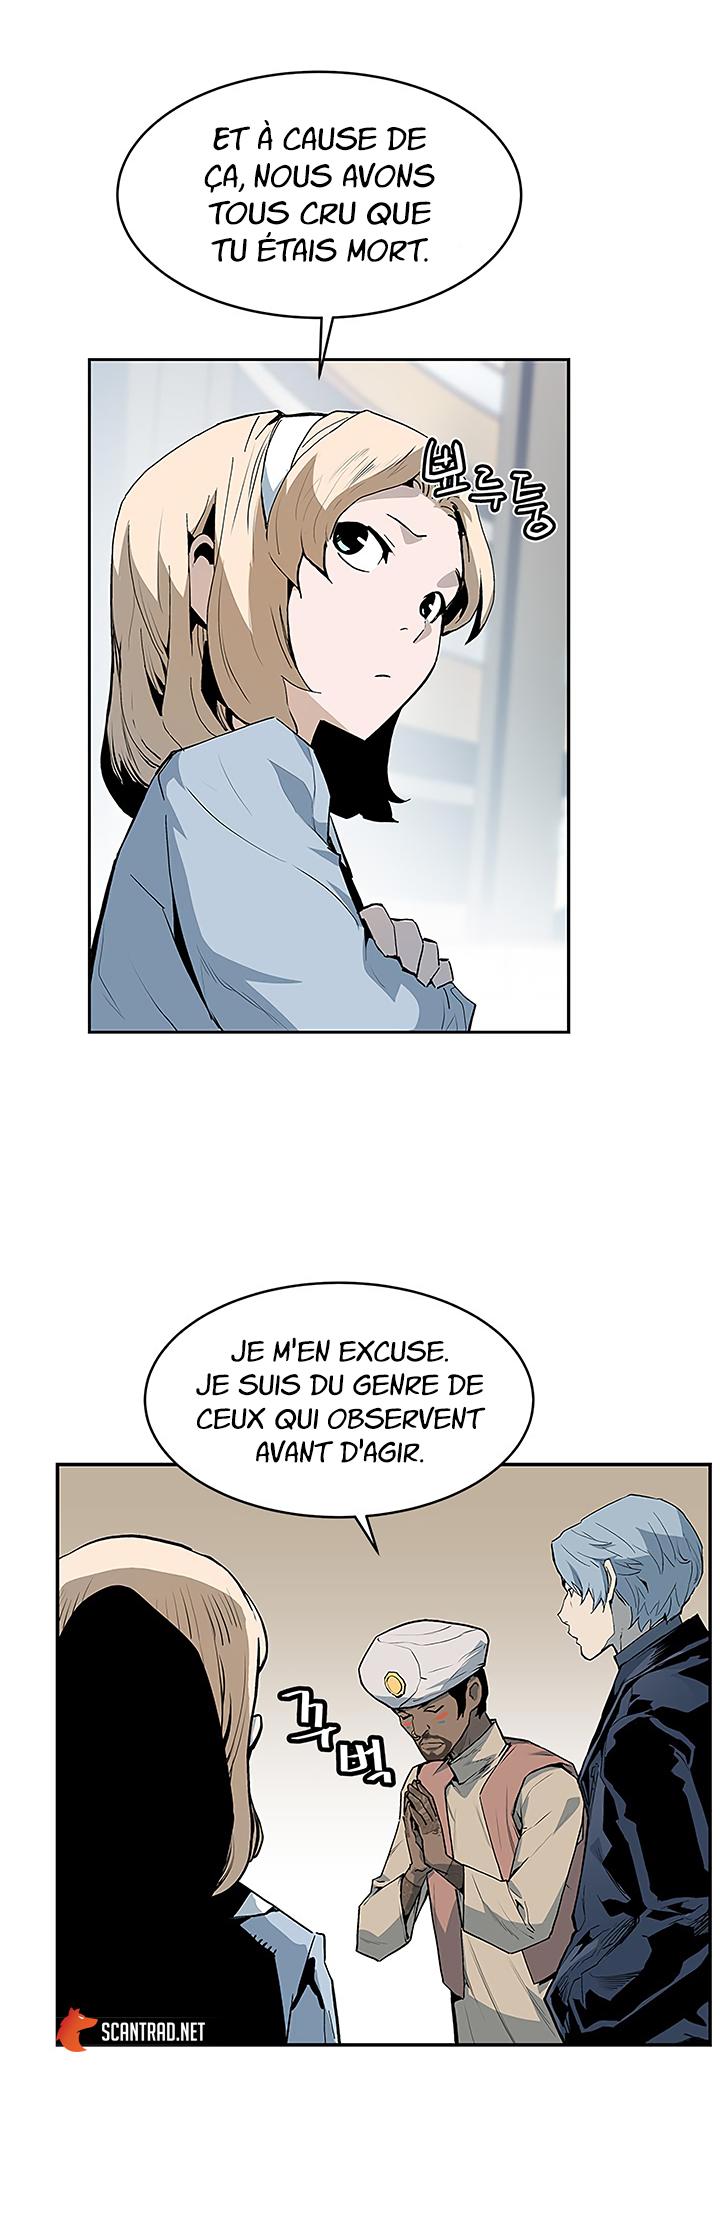 ET À CAUSE DE
ÇA, NOUS AVONS
TOUS CRU QUE
TU ÉTAIS MORT.
뾰루퉁
JE M'EN EXCUSE.
JE SUIS DU GENRE DE
CEUX QUI OBSERVENT
AVANT D'AGIR.
꾸벅
SCANTRAD.NET